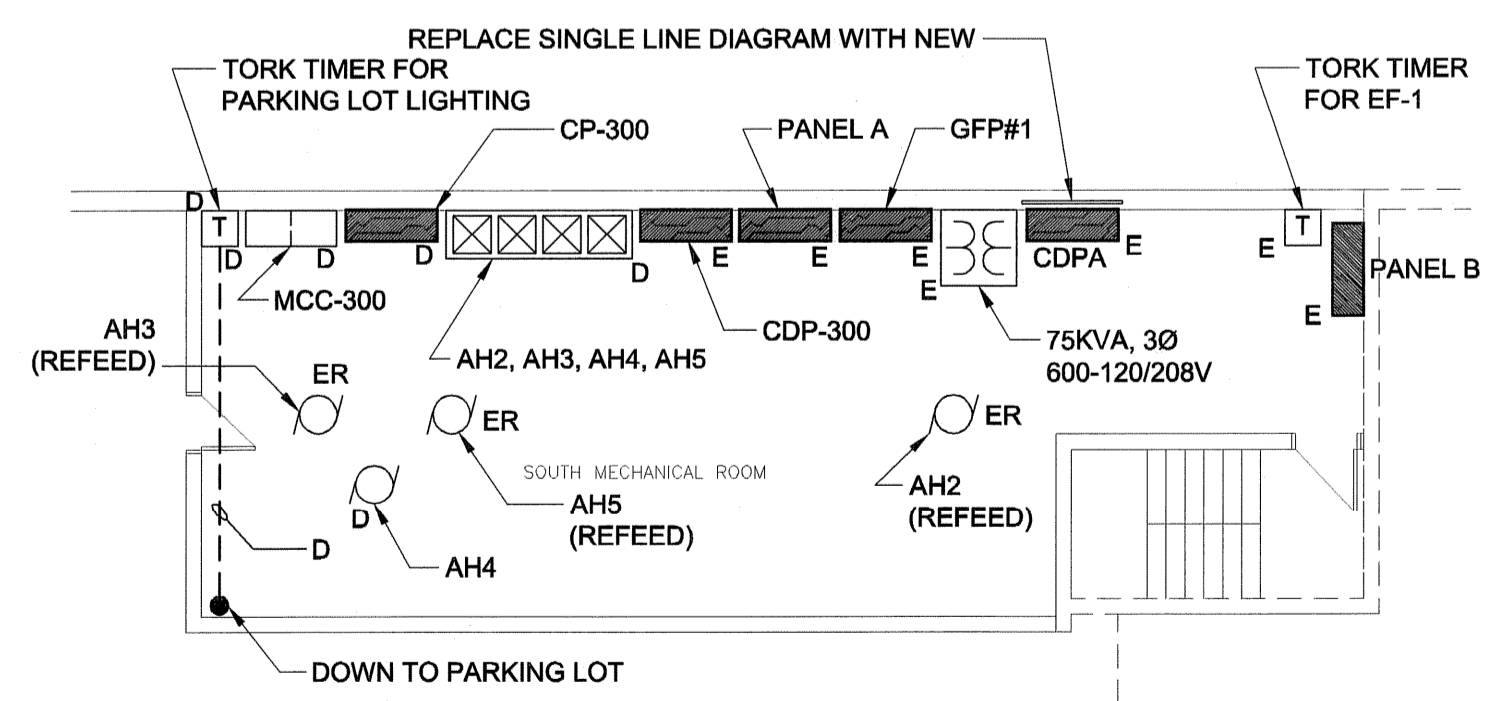 REPLACE SINGLE LINE DIAGRAM WITH NEW
TORK TIMER FOR
PARKING LOT LIGHTING
TORK TIMER
FOR EF-1
CP-300
PANEL A
GFP#1
D
T
D
D
D
D
E
E
E
E
CDPA
E
T
E
PANEL B
E
MCC-300
CDP-300
AH2, AH3, AH4, AH5
75KVA, 3Ø
600-120/208V
AH3
(REFEED)
ER
ER
ER
SOUTH MECHANICAL ROOM
AH5
(REFEED)
AH2
(REFEED)
D
D
AH4
DOWN TO PARKING LOT